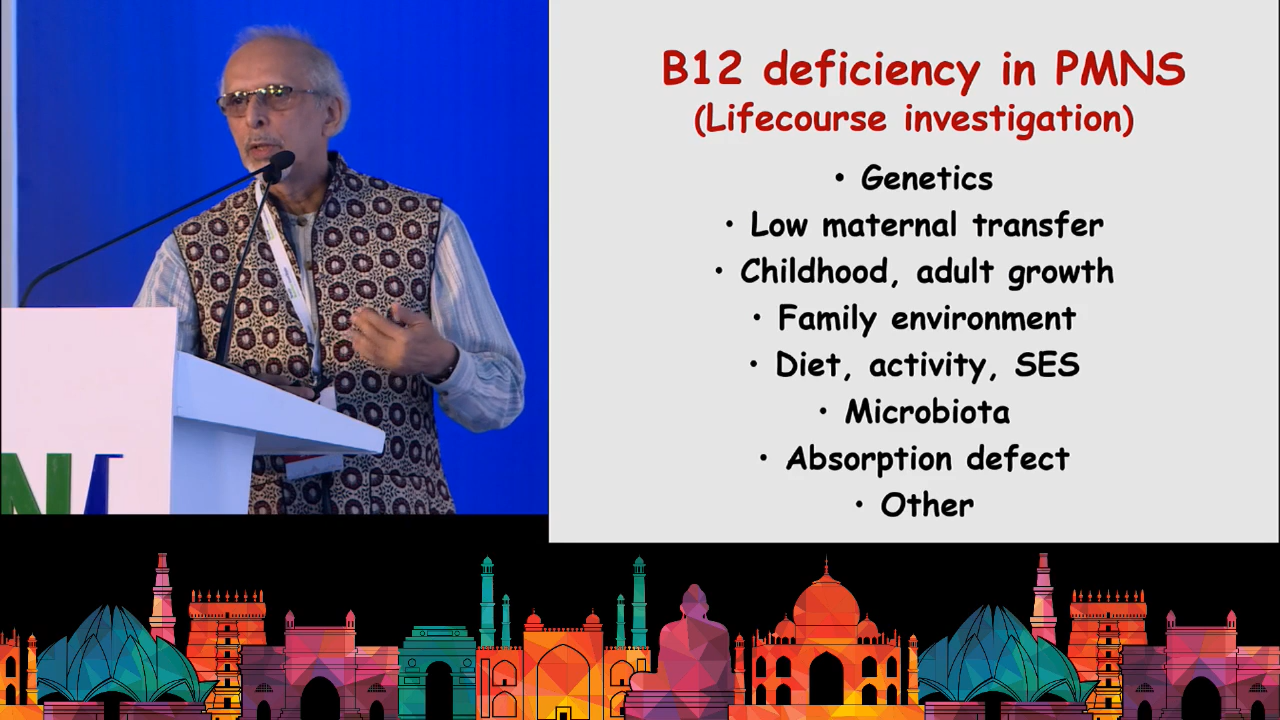 B12 deficiency in PMNS
(Lifecourse investigation)
• Genetics
• Low maternal transfer
• Childhood, adult growth
• Family environment
• Diet, activity, SES
• Microbiota
• Absorption defect
• Other